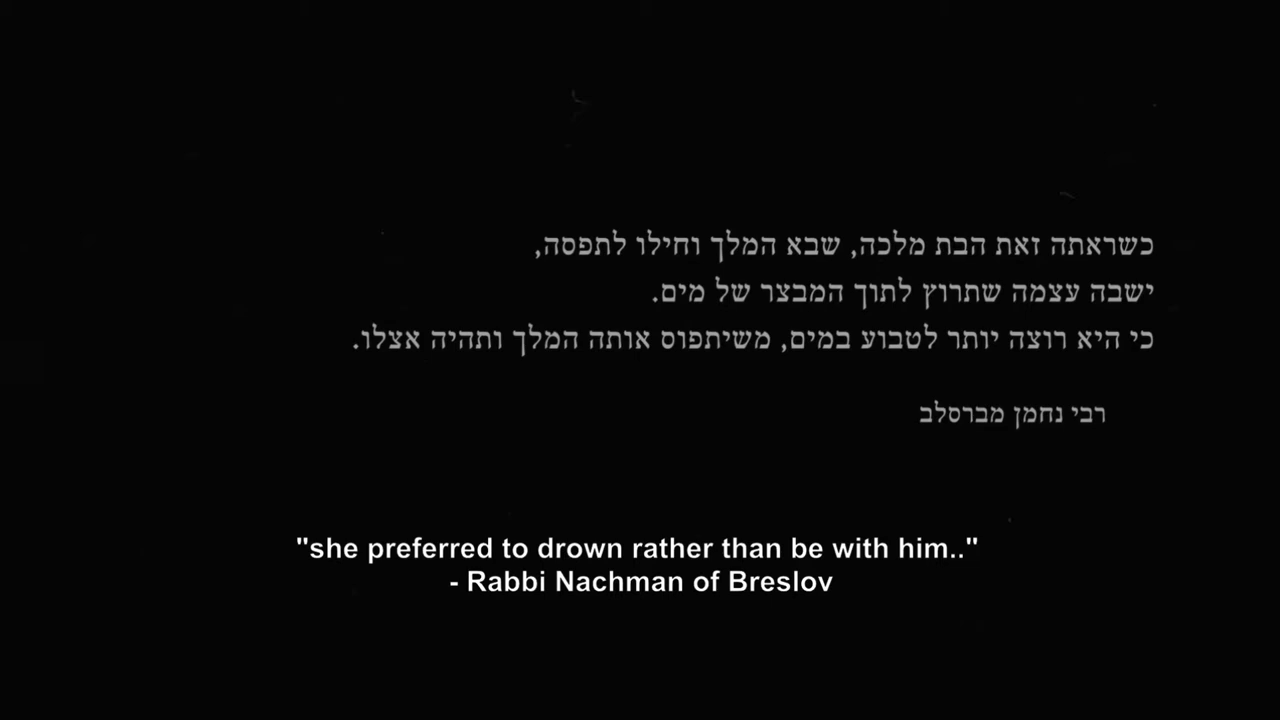 כשראתה זאת הבת מלכה, שבא המלך וחילו לתפסה,
ישבה עצמה שתרוץ לתוך המבצר של מים.
כי היא רוצה יותר לטבוע במים, משיתפוס אותה המלך ותהיה אצלו.
רבי נחמן מברסלב
"she preferred to drown rather than be with him.."
- Rabbi Nachman of Breslov